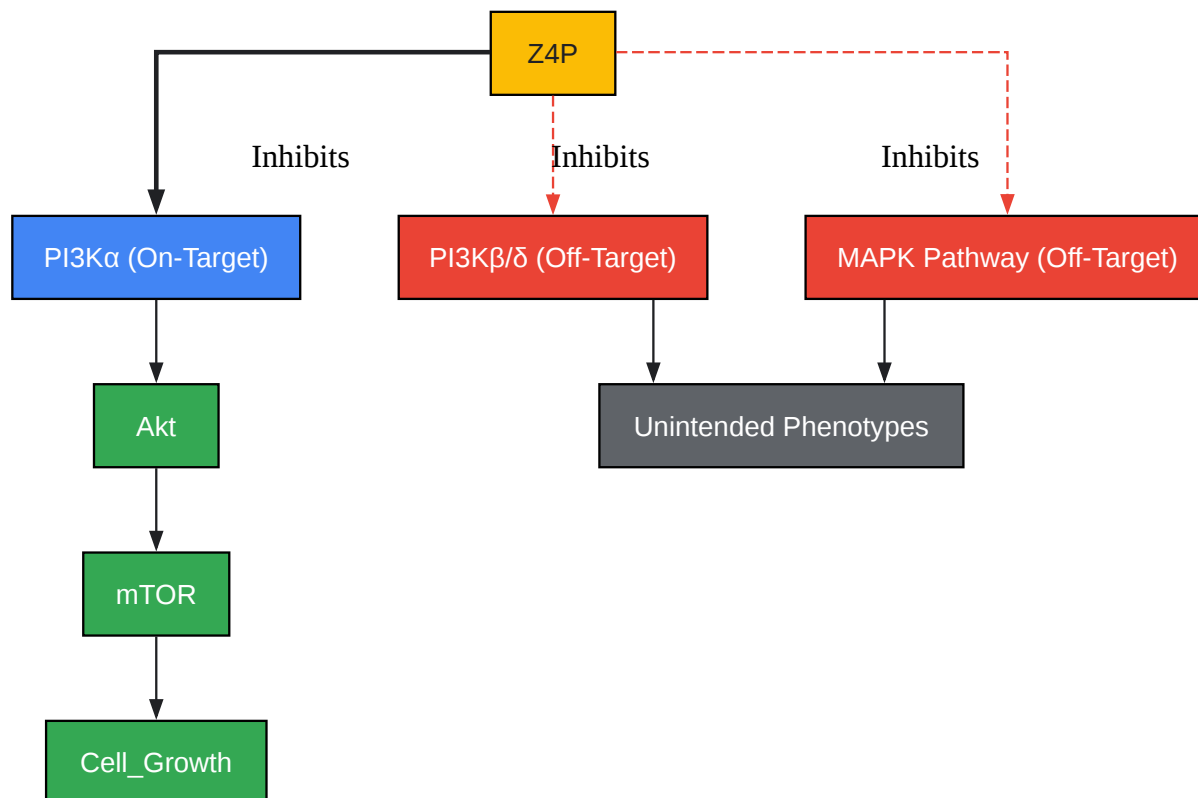 Z4P
Inhibits
Inhibits
Inhibits
PI3Kα (On-Target)
PI3Kβ/δ (Off-Target)
MAPK Pathway (Off-Target)
Akt
Unintended Phenotypes
mTOR
Cell_Growth